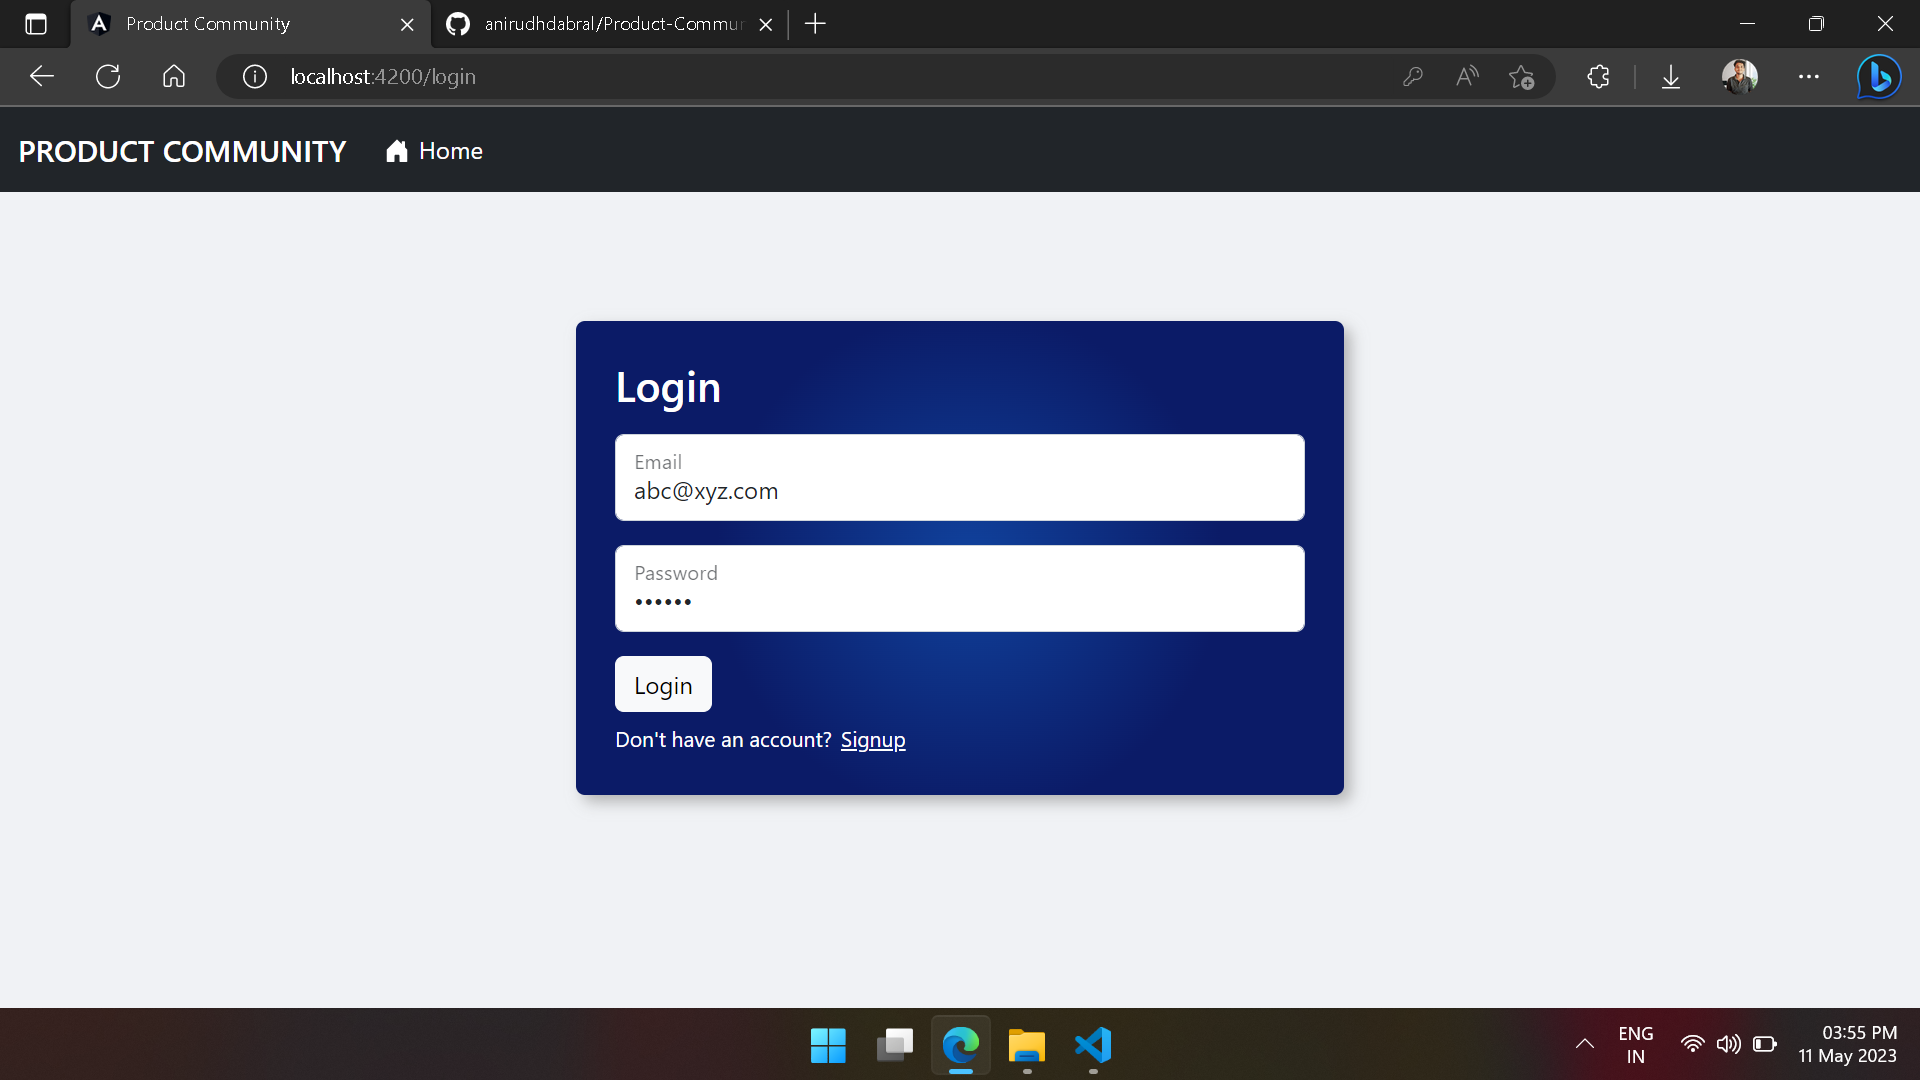 Product Community
anirudhdabral/Product-Commun
localhost:4200/login
PRODUCT COMMUNITY
Home
Login
Email
abc@xyz.com
Password
••••••
Login
Don't have an account? Signup
ENG
IN
03:55 PM
11 May 2023